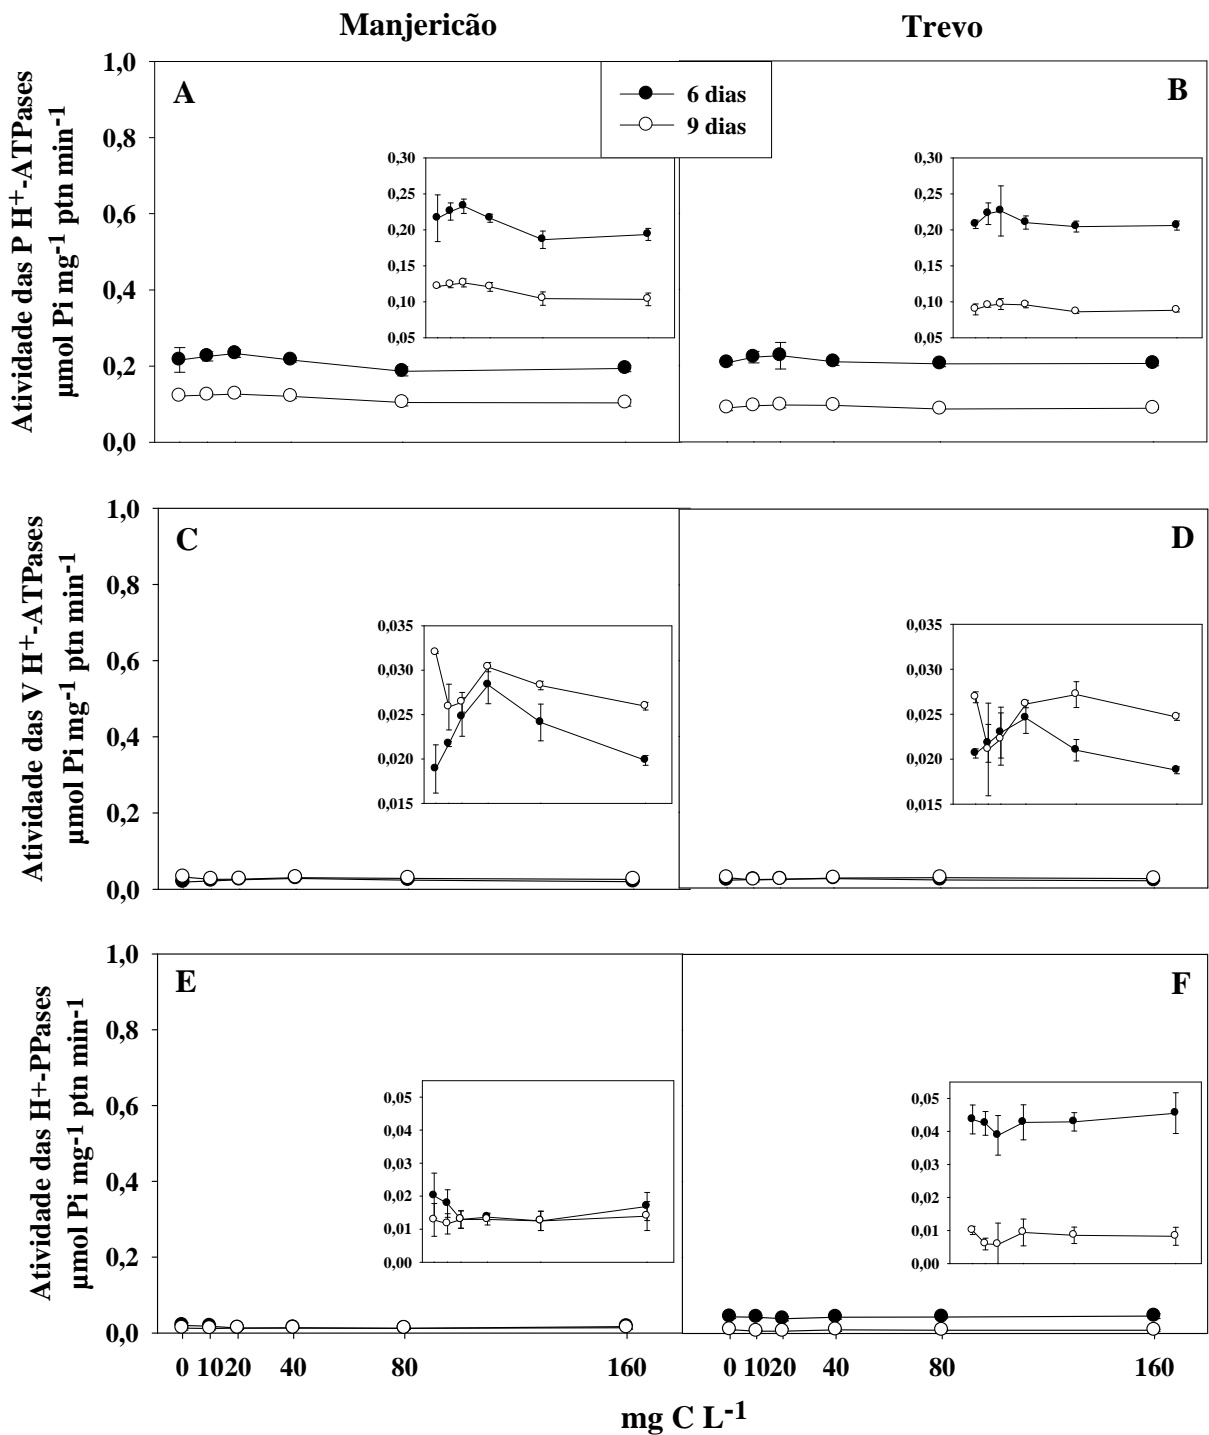 Manjericão
Trevo
Atividade das P H+-ATPases
µmol Pi mg-1 ptn min-1
1,0
0,8
0,6
0,4
0,2
0,0
A
6 dias
9 dias
0,30
0,25
0,20
0,15
0,10
0,05
B
0,30
0,25
0,20
0,15
0,10
0,05
Atividade das V H+-ATPases
µmol Pi mg-1 ptn min-1
1,0
0,8
0,6
0,4
0,2
0,0
C
0,035
0,030
0,025
0,020
0,015
D
0,035
0,030
0,025
0,020
0,015
Atividade das H+-PPases
µmol Pi mg-1 ptn min-1
1,0
0,8
0,6
0,4
0,2
0,0
E
0,05
0,04
0,03
0,02
0,01
0,00
F
0,05
0,04
0,03
0,02
0,01
0,00
0 10 20 40 80 160
0 10 20 40 80 160
mg C L-1